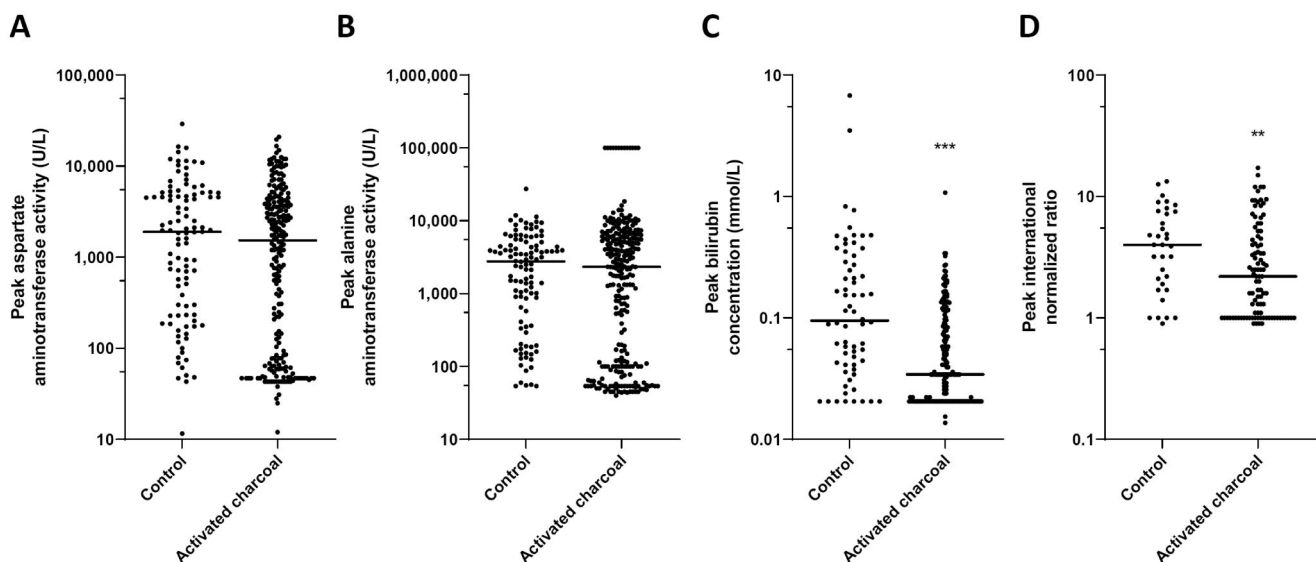 A
Peak aspartate
aminotransferase activity (U/L)
100,000
10,000
1,000
100
10
Control
Activated charcoal
B
Peak alanine
aminotransferase activity (U/L)
1,000,000
100,000
10,000
1,000
100
10
Control
Activated charcoal
C
Peak bilirubin
concentration (mmol/L)
10
1
0.1
0.01
***
Control
Activated charcoal
D
Peak international
normalized ratio
100
10
1
0.1
**
Control
Activated charcoal